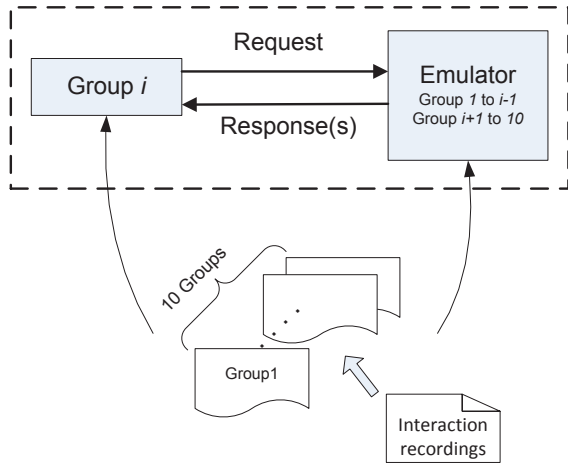 Request
Group i
Emulator
Group 1 to i-1
Group i+1 to 10
Response(s)
10 Groups
Group1
Interaction
recordings